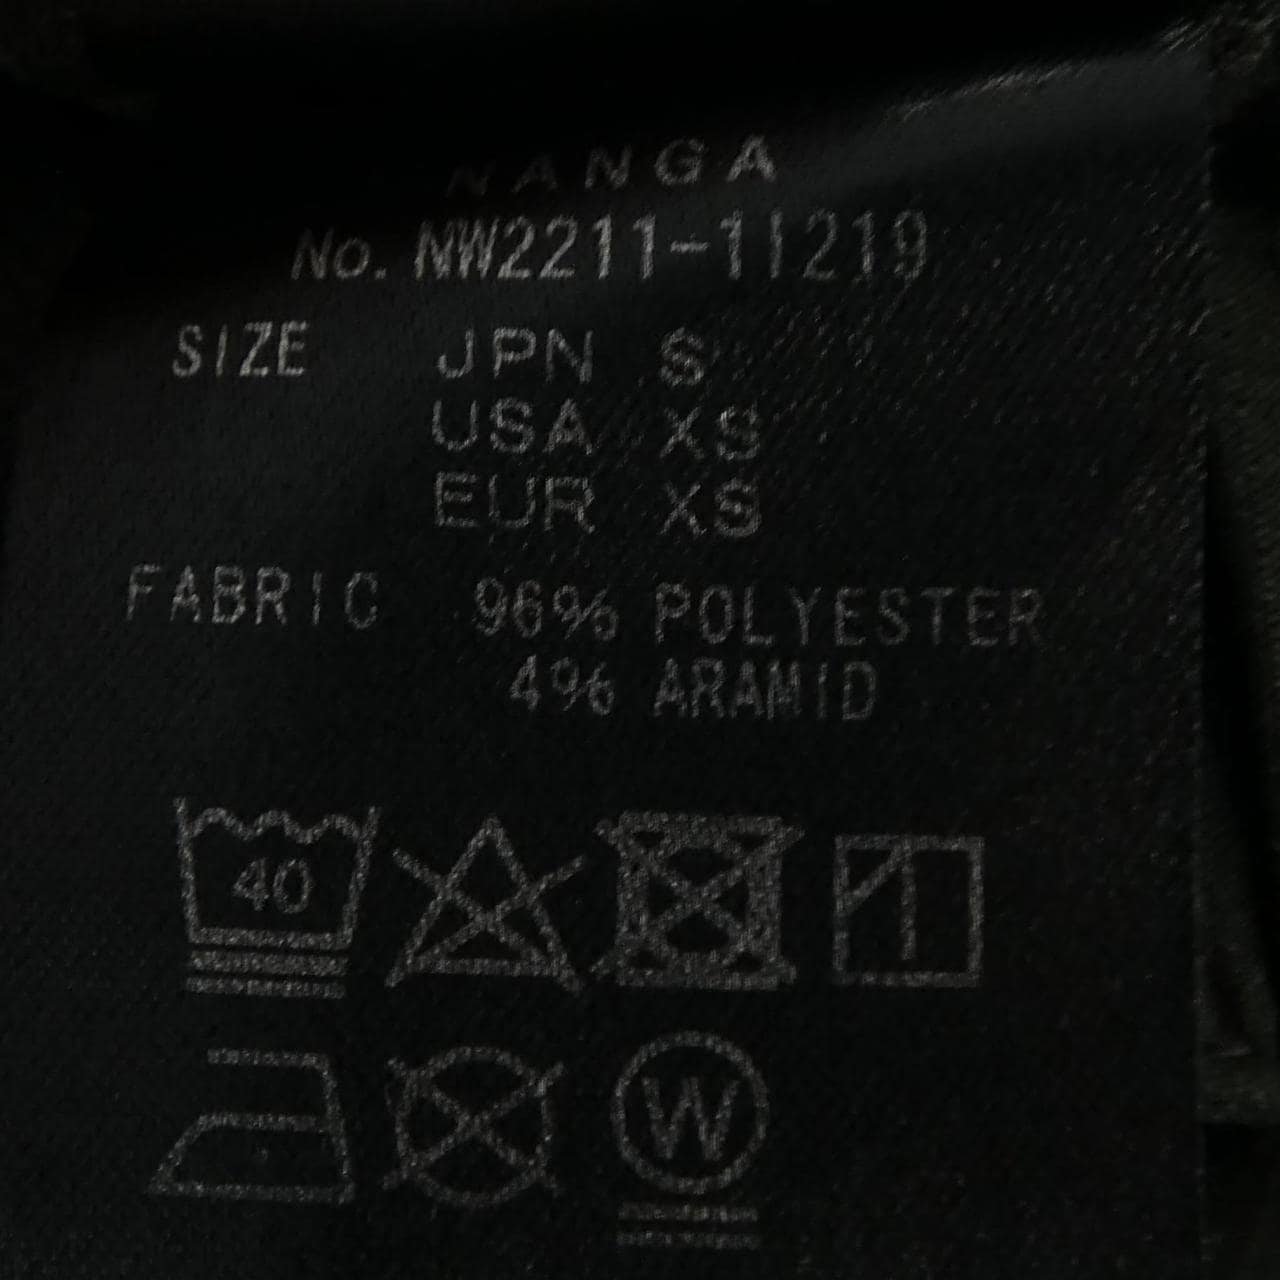 NANGA
No. NW2211-1I219
SIZE JPN S
USA XS
EUR XS
FABRIC 96% POLYESTER
4% ARAMID
40
W